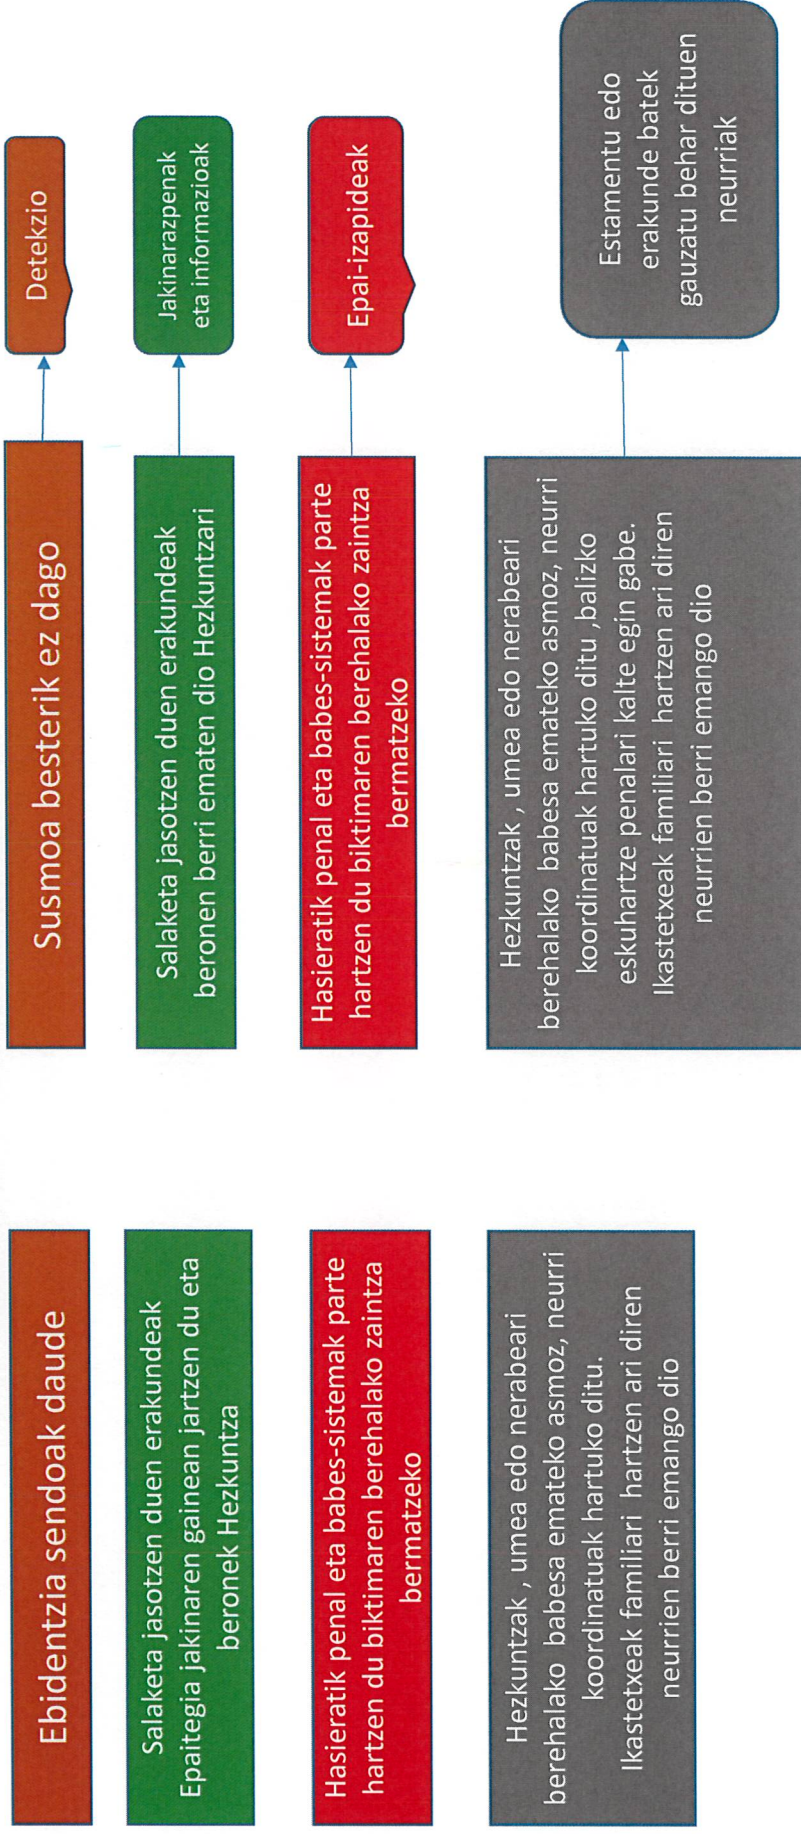 Ebidentzia sendoak daude
Susmoa besterik ez dago
Detekzio
Salaketa jasotzen duen erakundeak
Epaitegia jakinaren gainean jartzen du eta
beronek Hezkuntza
Salaketa jasotzen duen erakundeak
beronen berri ematen dio Hezkuntzari
Jakinarazpenak
eta informazioak
Hasieratik penal eta babes-sistemak parte
hartzen du biktimaren berehalako zaintza
bermatzeko
Hasieratik penal eta babes-sistemak parte
hartzen du biktimaren berehalako zaintza
bermatzeko
Epai-izapideak
Hezkuntzak , umea edo nerabeari
berehalako babesa emateko asmoz, neurri
koordinatuak hartuko ditu.
Ikastetxeak familiari hartzen ari diren
neurrien berri emango dio
Hezkuntzak , umea edo nerabeari
berehalako babesa emateko asmoz, neurri
koordinatuak hartuko ditu ,balizko
eskuhartze penalari kalte egin gabe.
Ikastetxeak familiari hartzen ari diren
neurrien berri emango dio
Estamentu edo
erakunde batek
gauzatu behar dituen
neurriak